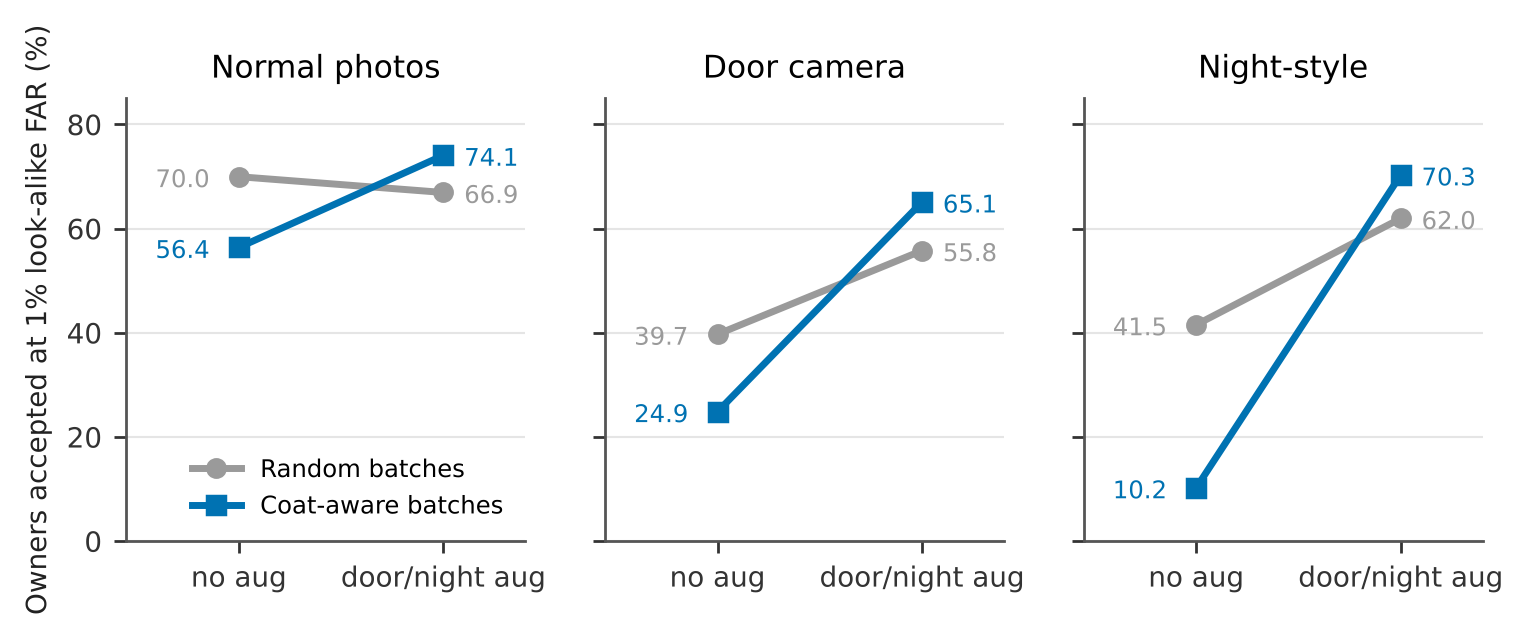 Owners accepted at 1% look-alike FAR (%)
Normal photos
80
60
40
20
0
70.0
66.9
56.4
74.1
Random batches
Coat-aware batches
no aug
door/night aug
Door camera
39.7
55.8
24.9
65.1
no aug
door/night aug
Night-style
41.5
62.0
10.2
70.3
no aug
door/night aug